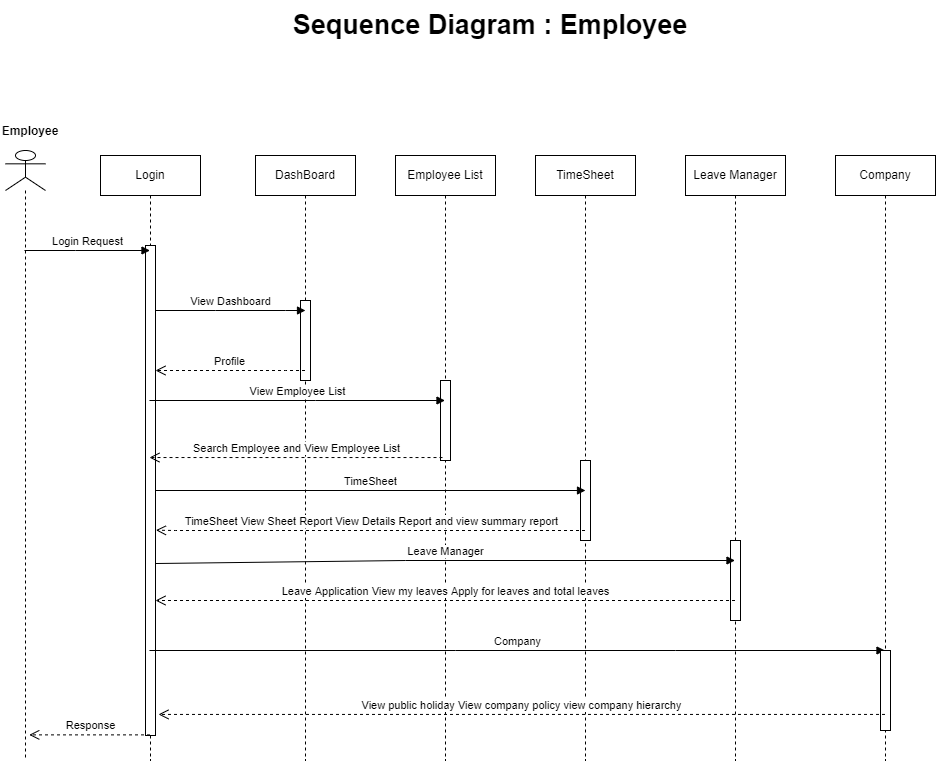 Sequence Diagram : Employee
Employee
Login
DashBoard
Employee List
TimeSheet
Leave Manager
Company
Login Request
View Dashboard
Profile
View Employee List
Search Employee and View Employee List
TimeSheet
TimeSheet View Sheet Report View Details Report and view summary report
Leave Manager
Leave Application View my leaves Apply for leaves and total leaves
Company
View public holiday View company policy view company hierarchy
Response